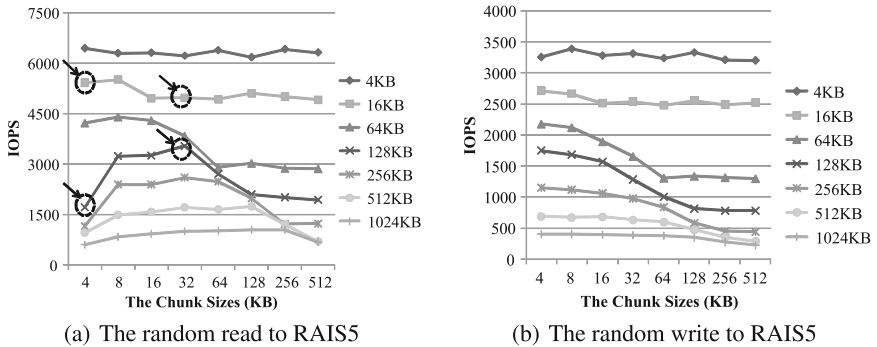 7500
6000
4500
3000
1500
0
IOPS
4 8 16 32 64 128 256 512
The Chunk Sizes (KB)
4KB
16KB
64KB
128KB
256KB
512KB
1024KB
(a) The random read to RAIS5
4000
3500
3000
2500
2000
1500
1000
500
0
IOPS
4 8 16 32 64 128 256 512
The Chunk Sizes (KB)
4KB
16KB
64KB
128KB
256KB
512KB
1024KB
(b) The random write to RAIS5